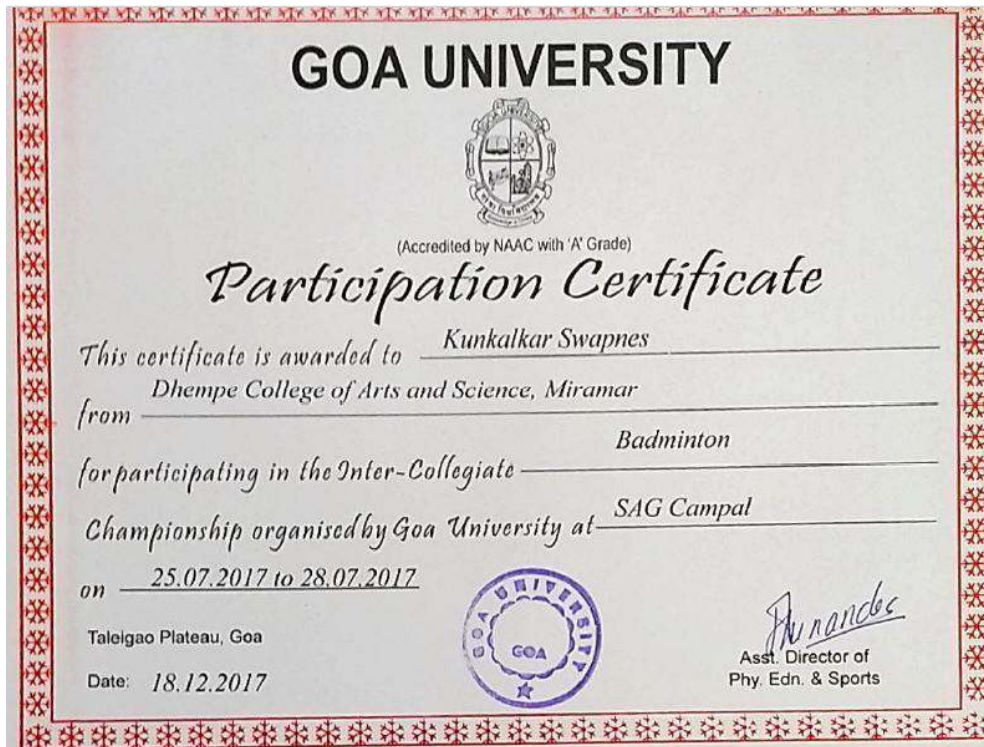 GOA UNIVERSITY
GOA UNIVERSITY
(Accredited by NAAC with 'A' Grade)
Participation Certificate
This certificate is awarded to Kunkalkar Swapnes
from Dhempe College of Arts and Science, Miramar
for participating in the Inter-Collegiate Badminton
Championship organised by Goa University at SAG Campal
on 25.07.2017 to 28.07.2017
GOA UNIVERSITY
GOA
Taleigao Plateau, Goa
Date: 18.12.2017
Asst. Director of
Phy. Edn. & Sports